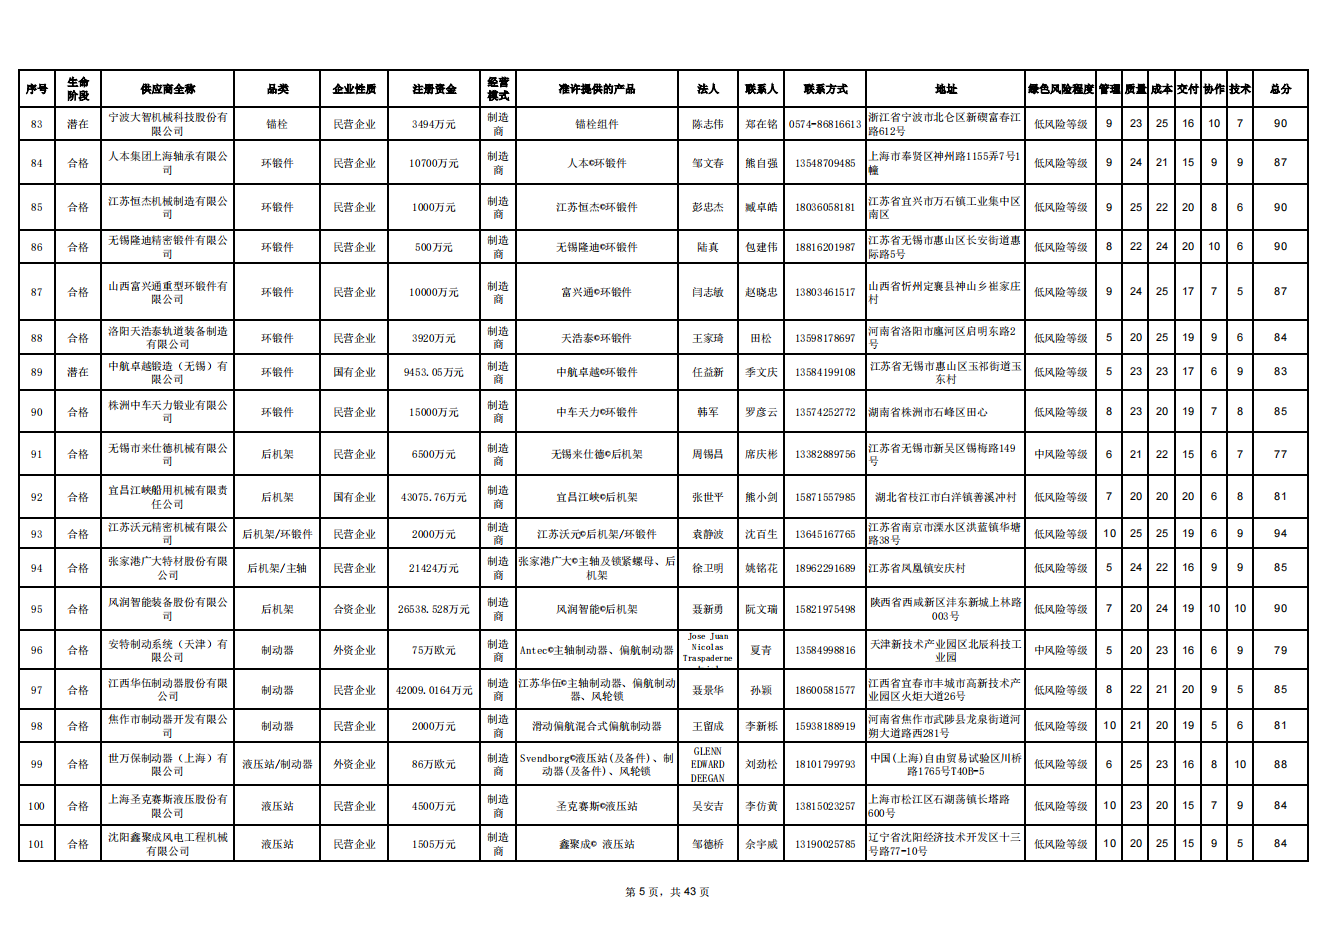 序号 生命阶段 供应商全称 品类 企业性质 注册资金 经营模式 准许提供的产品 法人 联系人 联系方式 地址 绿色风险程度 管理 质量 成本 交付 协作 技术 总分
83 潜在 宁波大智机械科技股份有限公司 锚栓 民营企业 3494万元 制造商 锚栓组件 陈志伟 郑在铭 0574-86816613 浙江省宁波市北仑区新碶富春江路612号 低风险等级 9 23 25 16 10 7 90
84 合格 人本集团上海轴承有限公司 环锻件 民营企业 10700万元 制造商 人本©环锻件 邹文春 熊自强 13548709485 上海市奉贤区神州路1155弄7号1幢 低风险等级 9 24 21 15 9 9 87
85 合格 江苏恒杰机械制造有限公司 环锻件 民营企业 1000万元 制造商 江苏恒杰©环锻件 彭忠杰 臧卓皓 18036058181 江苏省宜兴市万石镇工业集中区南区 低风险等级 9 25 22 20 8 6 90
86 合格 无锡隆迪精密锻件有限公司 环锻件 民营企业 500万元 制造商 无锡隆迪©环锻件 陆真 包建伟 18816201987 江苏省无锡市惠山区长安街道惠际路5号 低风险等级 8 22 24 20 10 6 90
87 合格 山西富兴通重型环锻件有限公司 环锻件 民营企业 10000万元 制造商 富兴通©环锻件 闫志敏 赵晓忠 13803461517 山西省忻州定襄县神山乡崔家庄村 低风险等级 9 24 25 17 7 5 87
88 合格 洛阳天浩泰轨道装备制造有限公司 环锻件 民营企业 3920万元 制造商 天浩泰©环锻件 王家琦 田松 13598178697 河南省洛阳市廛河区启明东路2号 低风险等级 5 20 25 19 9 6 84
89 潜在 中航卓越锻造（无锡）有限公司 环锻件 国有企业 9453.05万元 制造商 中航卓越©环锻件 任益新 季文庆 13584199108 江苏省无锡市惠山区玉祁街道玉东村 低风险等级 5 23 23 17 6 9 83
90 合格 株洲中车天力锻业有限公司 环锻件 民营企业 15000万元 制造商 中车天力©环锻件 韩军 罗彦云 13574252772 湖南省株洲市石峰区田心 低风险等级 8 23 20 19 7 8 85
91 合格 无锡市来仕德机械有限公司 后机架 民营企业 6500万元 制造商 无锡来仕德©后机架 周锡昌 席庆彬 13382889756 江苏省无锡市新吴区锡梅路149号 中风险等级 6 21 22 15 6 7 77
92 合格 宜昌江峡船用机械有限责任公司 后机架 国有企业 43075.76万元 制造商 宜昌江峡©后机架 张世平 熊小剑 15871557985 湖北省枝江市白洋镇善溪冲村 低风险等级 7 20 20 20 6 8 81
93 合格 江苏沃元精密机械有限公司 后机架/环锻件 民营企业 2000万元 制造商 江苏沃元©后机架/环锻件 袁静波 沈百生 13645167765 江苏省南京市溧水区洪蓝镇华塘路38号 低风险等级 10 25 25 19 6 9 94
94 合格 张家港广大特材股份有限公司 后机架/主轴 民营企业 21424万元 制造商 张家港广大©主轴及锁紧螺母、后机架 徐卫明 姚铭花 18962291689 江苏省凤凰镇安庆村 低风险等级 5 24 22 16 9 9 85
95 合格 风润智能装备股份有限公司 后机架 合资企业 26538.528万元 制造商 风润智能©后机架 聂新勇 阮文瑞 15821975498 陕西省西咸新区沣东新城上林路003号 低风险等级 7 20 24 19 10 10 90
96 合格 安特制动系统（天津）有限公司 制动器 外资企业 75万欧元 制造商 Antec©主轴制动器、偏航制动器 Jose Juan Nicolas Traspaderne 夏青 13584998816 天津新技术产业园区北辰科技工业园 中风险等级 5 20 23 16 6 9 79
97 合格 江西华伍制动器股份有限公司 制动器 民营企业 42009.0164万元 制造商 江苏华伍©主轴制动器、偏航制动器、风轮锁 聂景华 孙颖 18600581577 江西省宜春市丰城市高新技术产业园区火炬大道26号 低风险等级 8 22 21 20 9 5 85
98 合格 焦作市制动器开发有限公司 制动器 民营企业 2000万元 制造商 滑动偏航混合式偏航制动器 王留成 李新栎 15938188919 河南省焦作市武陟县龙泉街道河朔大道路西281号 低风险等级 10 21 20 19 5 6 81
99 合格 世万保制动器（上海）有限公司 液压站/制动器 外资企业 86万欧元 制造商 Svendborg©液压站(及备件)、制动器(及备件)、风轮锁 GLENN EDWARD DEEGAN 刘劲松 18101799793 中国(上海)自由贸易试验区川桥路1765号T40B-5 低风险等级 6 25 23 16 8 10 88
100 合格 上海圣克赛斯液压股份有限公司 液压站 民营企业 4500万元 制造商 圣克赛斯©液压站 吴安吉 李仿黄 13815023257 上海市松江区石湖荡镇长塔路600号 低风险等级 10 23 20 15 7 9 84
101 合格 沈阳鑫聚成风电工程机械有限公司 液压站 民营企业 1505万元 制造商 鑫聚成© 液压站 邹德桥 佘宇威 13190025785 辽宁省沈阳经济技术开发区十三号路77-10号 低风险等级 10 20 25 15 9 5 84
第 5 页，共 43 页